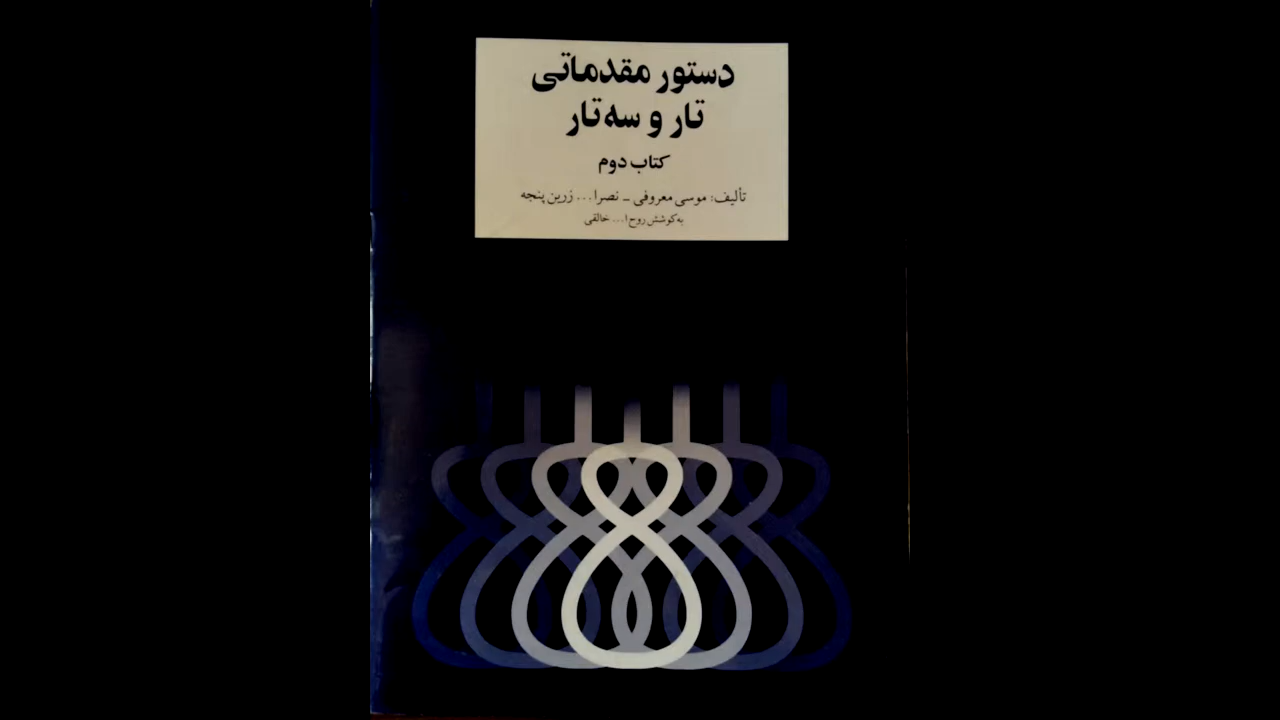 دستور مقدماتی
تار و سه‌تار
کتاب دوم
تألیف: موسی معروفی - نصرا... زرین پنجه
به‌کوشش روح ا... خالقی